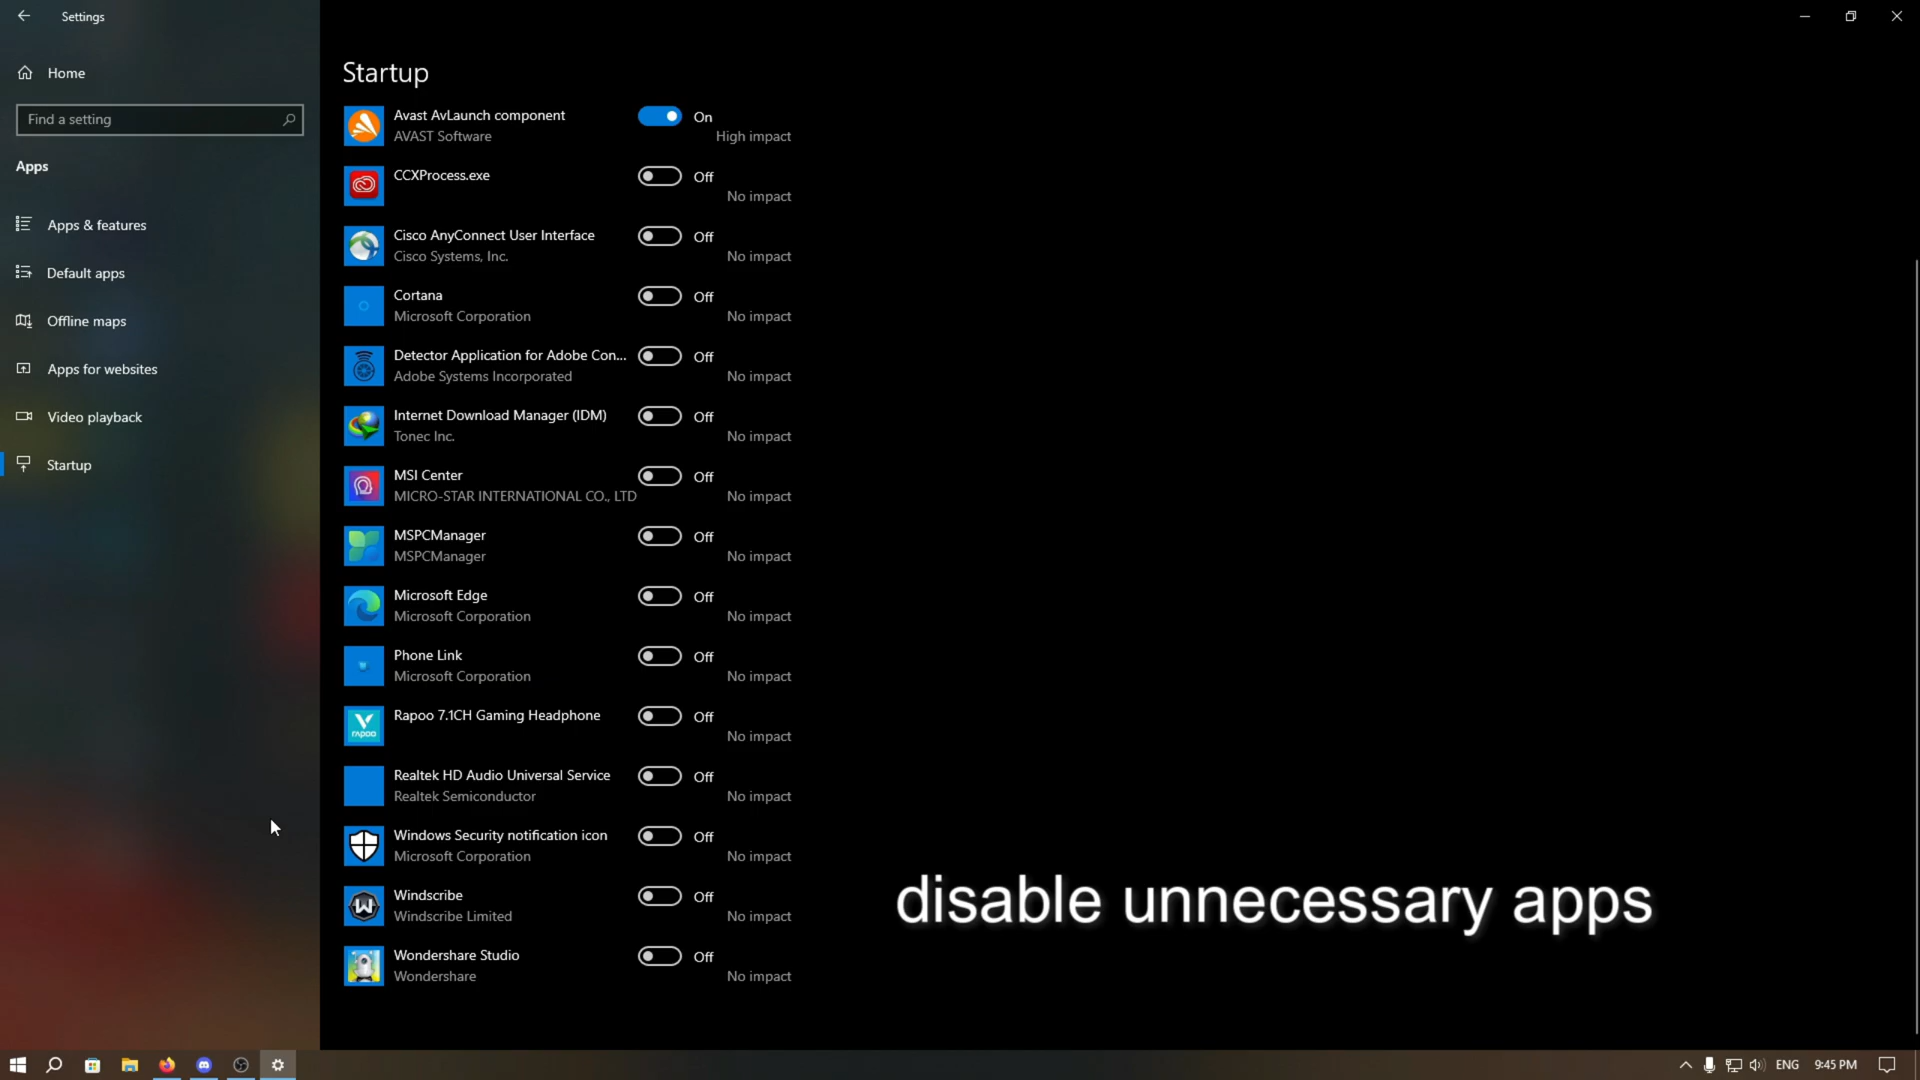 Settings
Home
Find a setting
Apps
Apps & features
Default apps
Offline maps
Apps for websites
Video playback
Startup
Startup
Avast AvLaunch component
On
AVAST Software
High impact
CCXProcess.exe
Off
No impact
Cisco AnyConnect User Interface
Off
Cisco Systems, Inc.
No impact
Cortana
Off
Microsoft Corporation
No impact
Detector Application for Adobe Con...
Off
Adobe Systems Incorporated
No impact
Internet Download Manager (IDM)
Off
Tonec Inc.
No impact
MSI Center
Off
MICRO-STAR INTERNATIONAL CO., LTD
No impact
MSPCManager
Off
MSPCManager
No impact
Microsoft Edge
Off
Microsoft Corporation
No impact
Phone Link
Off
Microsoft Corporation
No impact
Rapoo 7.1CH Gaming Headphone
Off
rapoo
No impact
Realtek HD Audio Universal Service
Off
Realtek Semiconductor
No impact
Windows Security notification icon
Off
Microsoft Corporation
No impact
Windscribe
Off
Windscribe Limited
No impact
Wondershare Studio
Off
Wondershare
No impact
disable unnecessary apps
ENG
9:45 PM